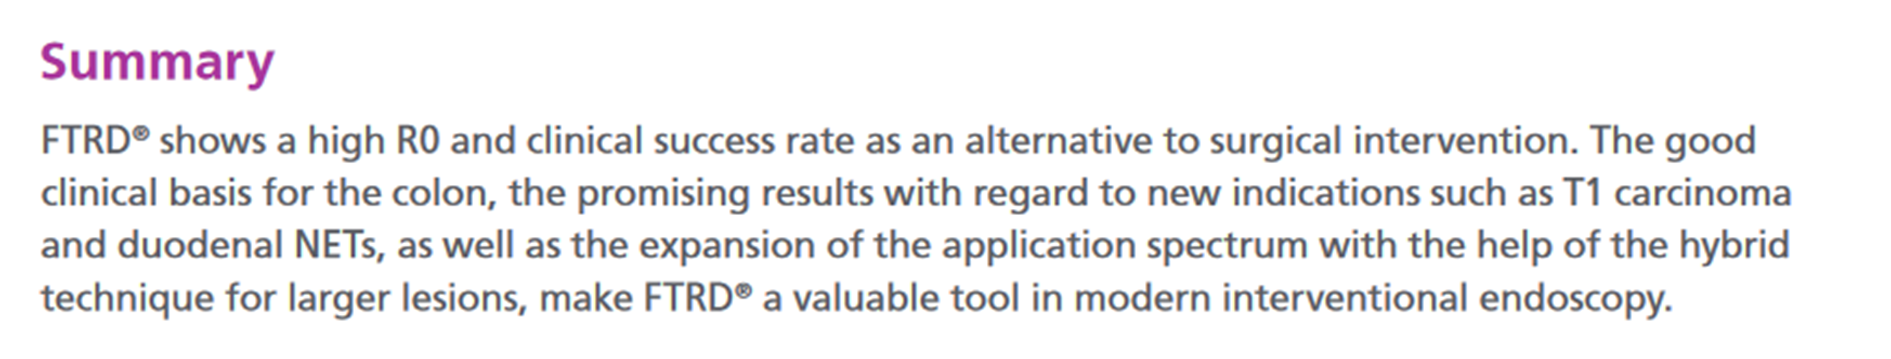 Summary
FTRD® shows a high R0 and clinical success rate as an alternative to surgical intervention. The good
clinical basis for the colon, the promising results with regard to new indications such as T1 carcinoma
and duodenal NETs, as well as the expansion of the application spectrum with the help of the hybrid
technique for larger lesions, make FTRD® a valuable tool in modern interventional endoscopy.